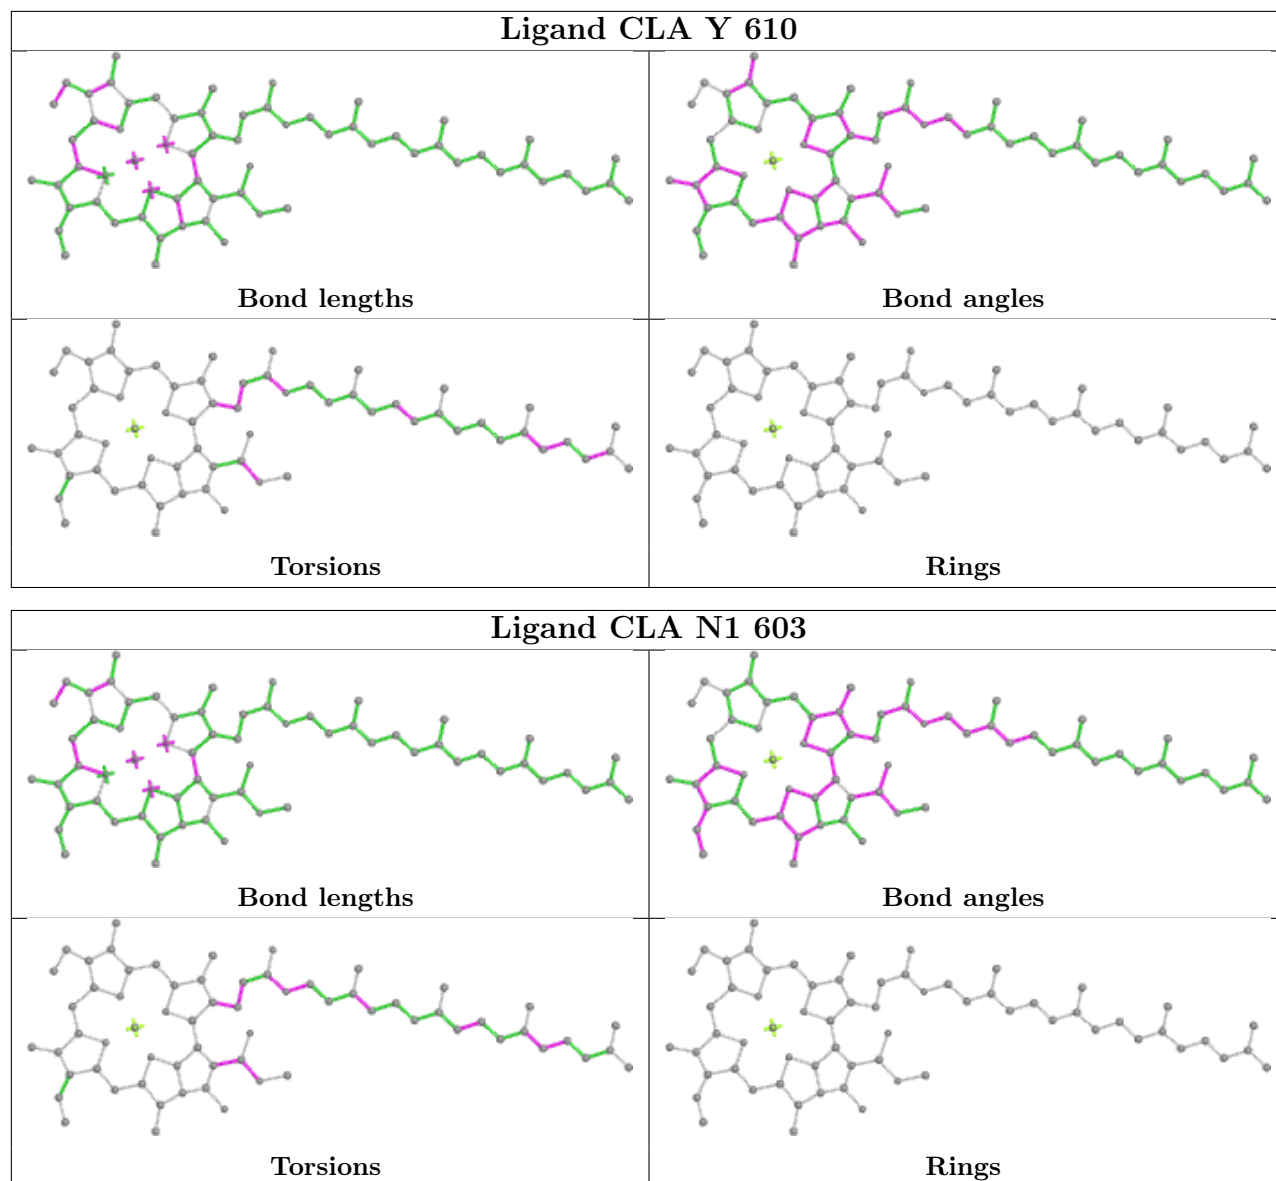 Ligand CLA Y 610
Bond lengths
Bond angles
Torsions
Rings
Ligand CLA N1 603
Bond lengths
Bond angles
Torsions
Rings